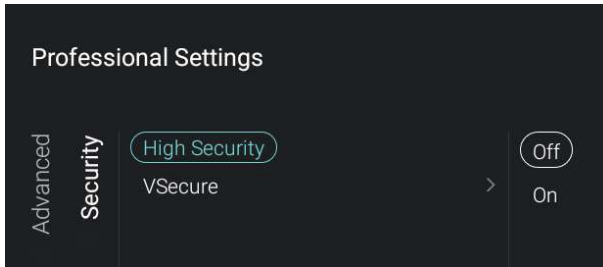 Professional Settings
Advanced
Security
High Security
VSecure
Off
On